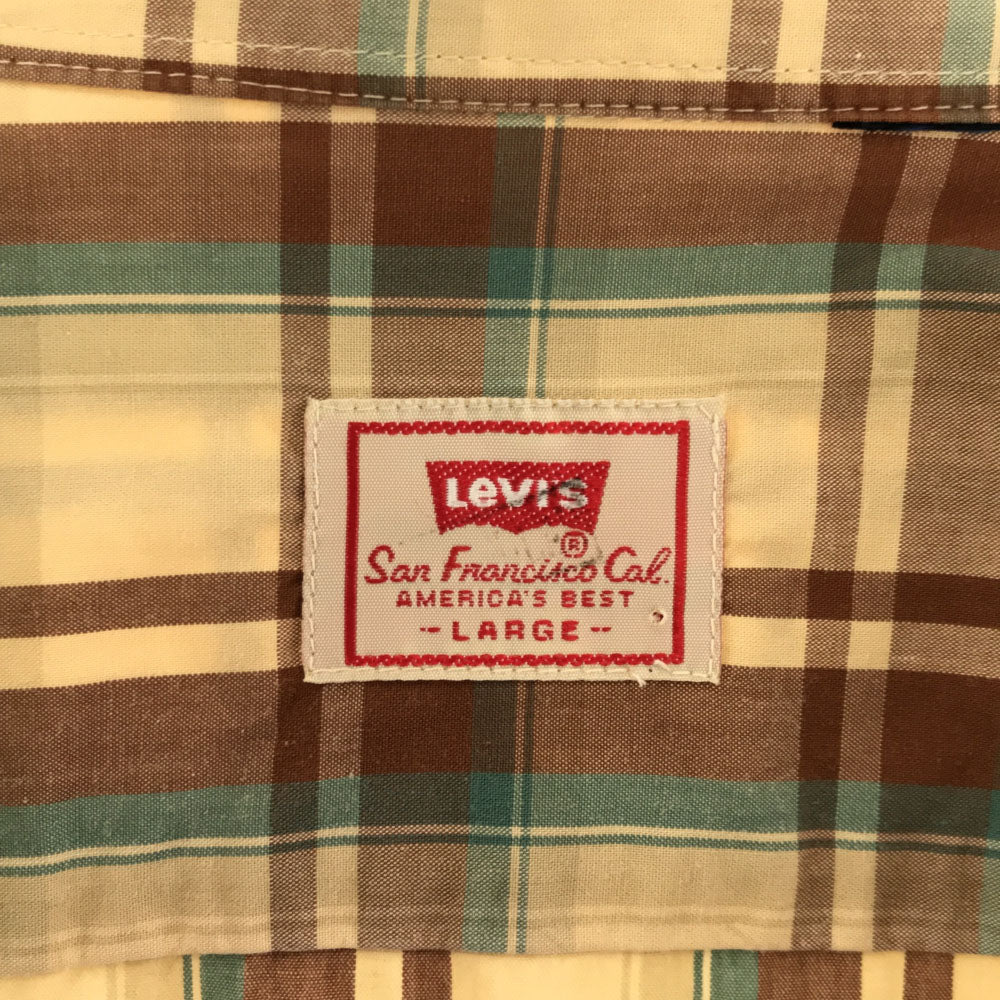 Levi's
®
San Francisco Cal.
AMERICA'S BEST
-- LARGE --